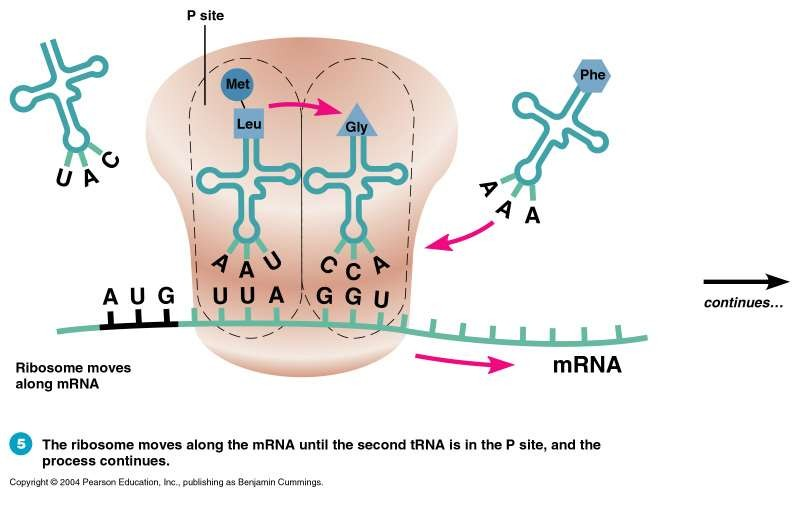 P site
Met
Leu
Gly
Phe
U A C
A A A
A A U
C C A
A U G
U U A
G G U
continues...
Ribosome moves
along mRNA
mRNA
5 The ribosome moves along the mRNA until the second tRNA is in the P site, and the
process continues.
Copyright © 2004 Pearson Education, Inc., publishing as Benjamin Cummings.